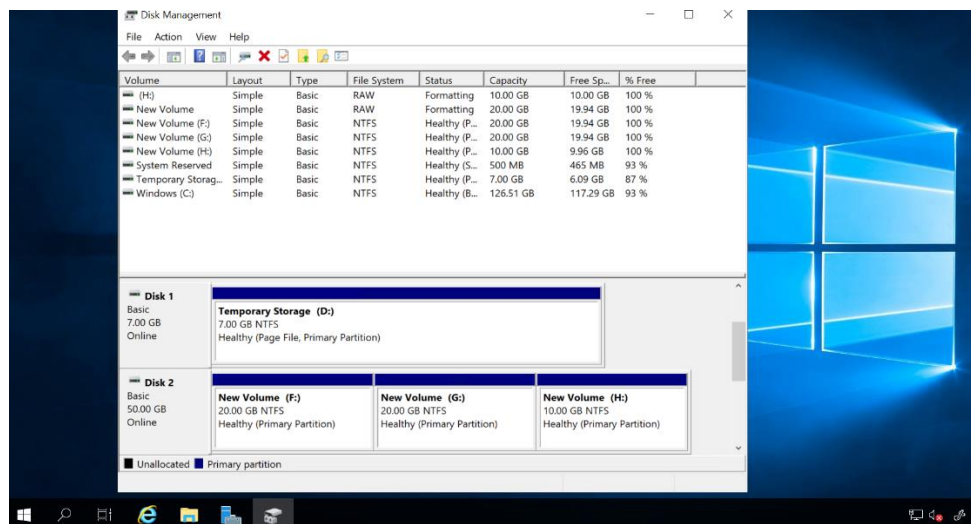 Disk Management
File Action View Help
Volume Layout Type File System Status Capacity Free Sp... % Free
(H:) Simple Basic RAW Formatting 10.00 GB 10.00 GB 100 %
New Volume Simple Basic RAW Formatting 20.00 GB 19.94 GB 100 %
New Volume (F:) Simple Basic NTFS Healthy (P... 20.00 GB 19.94 GB 100 %
New Volume (G:) Simple Basic NTFS Healthy (P... 20.00 GB 19.94 GB 100 %
New Volume (H:) Simple Basic NTFS Healthy (P... 10.00 GB 9.96 GB 100 %
System Reserved Simple Basic NTFS Healthy (S... 500 MB 465 MB 93 %
Temporary Storag... Simple Basic NTFS Healthy (P... 7.00 GB 6.09 GB 87 %
Windows (C:) Simple Basic NTFS Healthy (B... 126.51 GB 117.29 GB 93 %
Disk 1
Basic
7.00 GB
Online
Temporary Storage (D:)
7.00 GB NTFS
Healthy (Page File, Primary Partition)
Disk 2
Basic
50.00 GB
Online
New Volume (F:)
20.00 GB NTFS
Healthy (Primary Partition)
New Volume (G:)
20.00 GB NTFS
Healthy (Primary Partition)
New Volume (H:)
10.00 GB NTFS
Healthy (Primary Partition)
Unallocated Primary partition